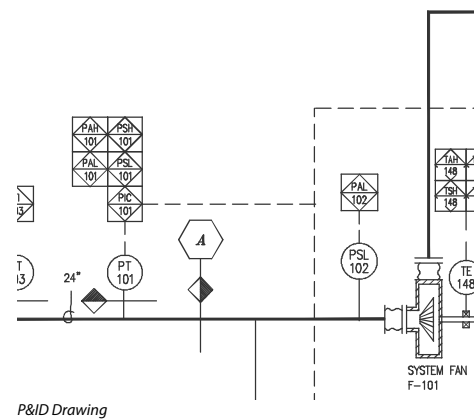 PAH PSH
101 101
PAL PSL
101 101
PIC
101
PAL
102
TAH
148
TSH
148
A
PT
101
PSL
102
TE
148
24"
SYSTEM FAN
F-101
P&ID Drawing